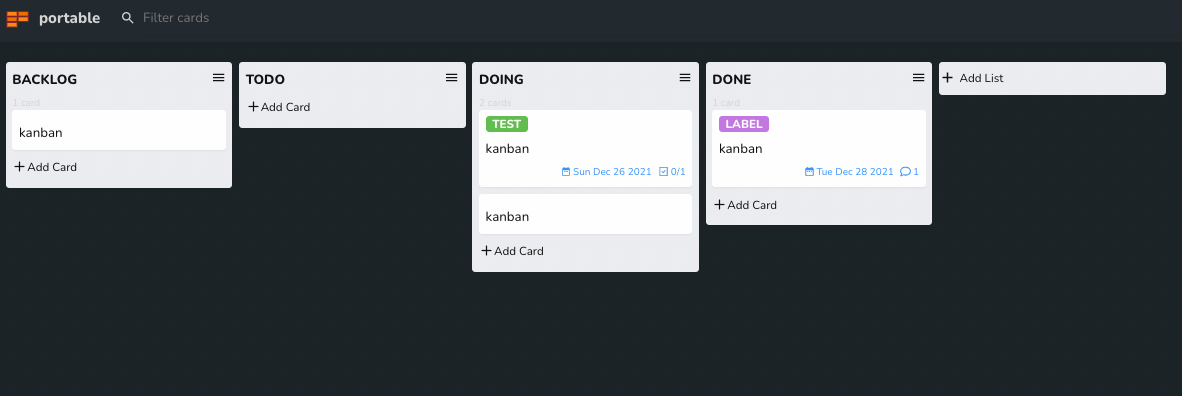 portable
Filter cards
BACKLOG
1 card
kanban
Add Card
TODO
Add Card
DOING
2 cards
TEST
kanban
Sun Dec 26 2021 0/1
kanban
Add Card
DONE
1 card
LABEL
kanban
Tue Dec 28 2021 1
Add Card
Add List